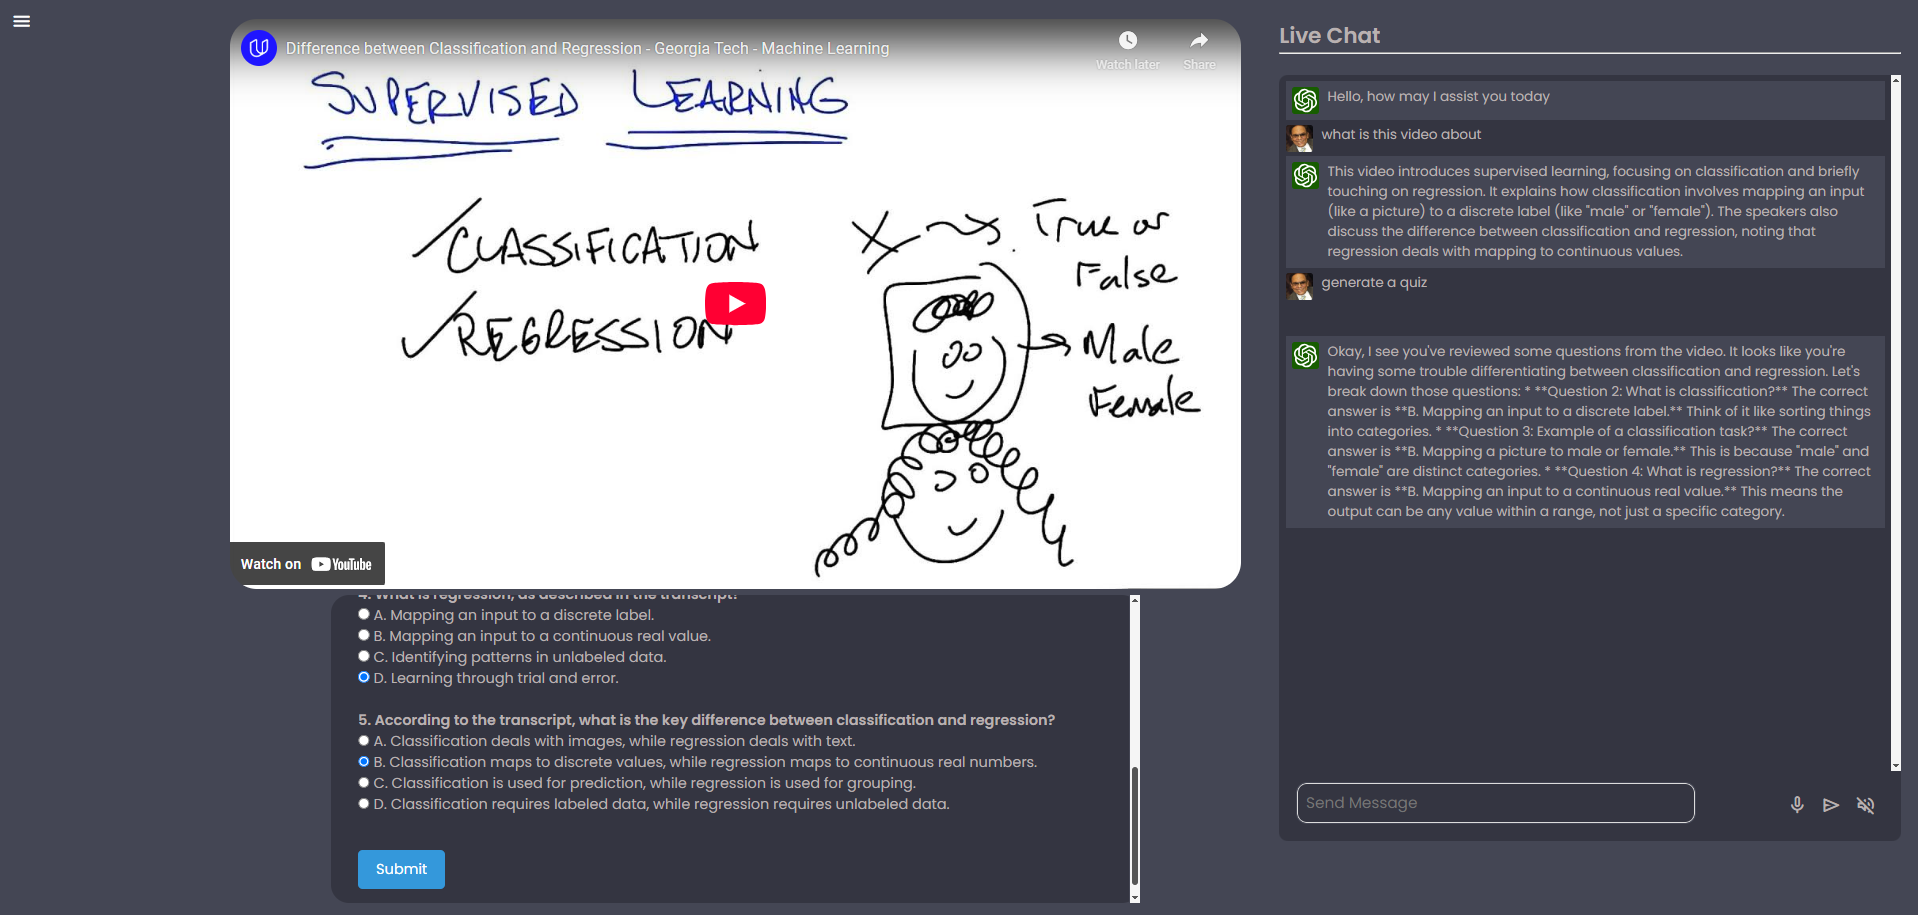 Difference between Classification and Regression - Georgia Tech - Machine Learning
Watch later
Share
SUPERVISED LEARNING
CLASSIFICATION
REGRESSION
X ⤳ True or
False
Male
Female
Watch on YouTube
4. What is regression, as described in the transcript?
A. Mapping an input to a discrete label.
B. Mapping an input to a continuous real value.
C. Identifying patterns in unlabeled data.
D. Learning through trial and error.
5. According to the transcript, what is the key difference between classification and regression?
A. Classification deals with images, while regression deals with text.
B. Classification maps to discrete values, while regression maps to continuous real numbers.
C. Classification is used for prediction, while regression is used for grouping.
D. Classification requires labeled data, while regression requires unlabeled data.
Submit
Live Chat
Hello, how may I assist you today
what is this video about
This video introduces supervised learning, focusing on classification and briefly
touching on regression. It explains how classification involves mapping an input
(like a picture) to a discrete label (like "male" or "female"). The speakers also
discuss the difference between classification and regression, noting that
regression deals with mapping to continuous values.
generate a quiz
Okay, I see you've reviewed some questions from the video. It looks like you're
having some trouble differentiating between classification and regression. Let's
break down those questions: * **Question 2: What is classification?** The correct
answer is **B. Mapping an input to a discrete label.** Think of it like sorting things
into categories. * **Question 3: Example of a classification task?** The correct
answer is **B. Mapping a picture to male or female.** This is because "male" and
"female" are distinct categories. * **Question 4: What is regression?** The correct
answer is **B. Mapping an input to a continuous real value.** This means the
output can be any value within a range, not just a specific category.
Send Message